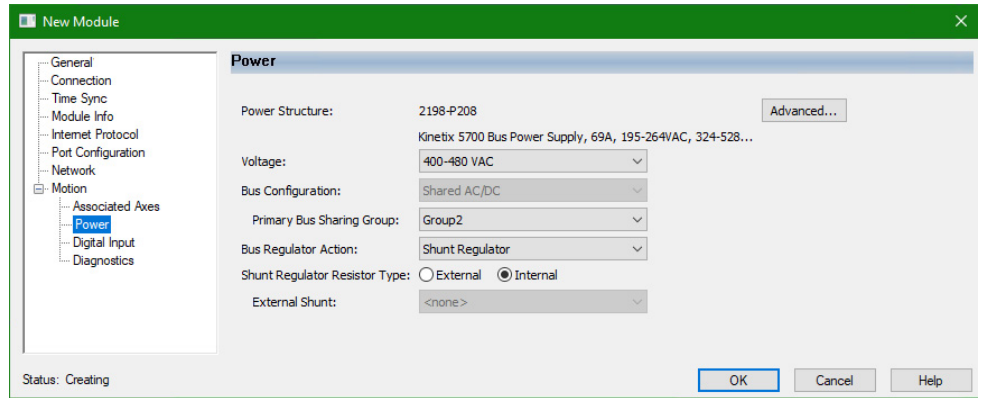 New Module
General
Connection
Time Sync
Module Info
Internet Protocol
Port Configuration
Network
Motion
Associated Axes
Power
Digital Input
Diagnostics
Power
Power Structure: 2198-P208 Advanced...
Kinetix 5700 Bus Power Supply, 69A, 195-264VAC, 324-528...
Voltage: 400-480 VAC
Bus Configuration: Shared AC/DC
Primary Bus Sharing Group: Group2
Bus Regulator Action: Shunt Regulator
Shunt Regulator Resistor Type: External Internal
External Shunt: <none>
Status: Creating
OK Cancel Help